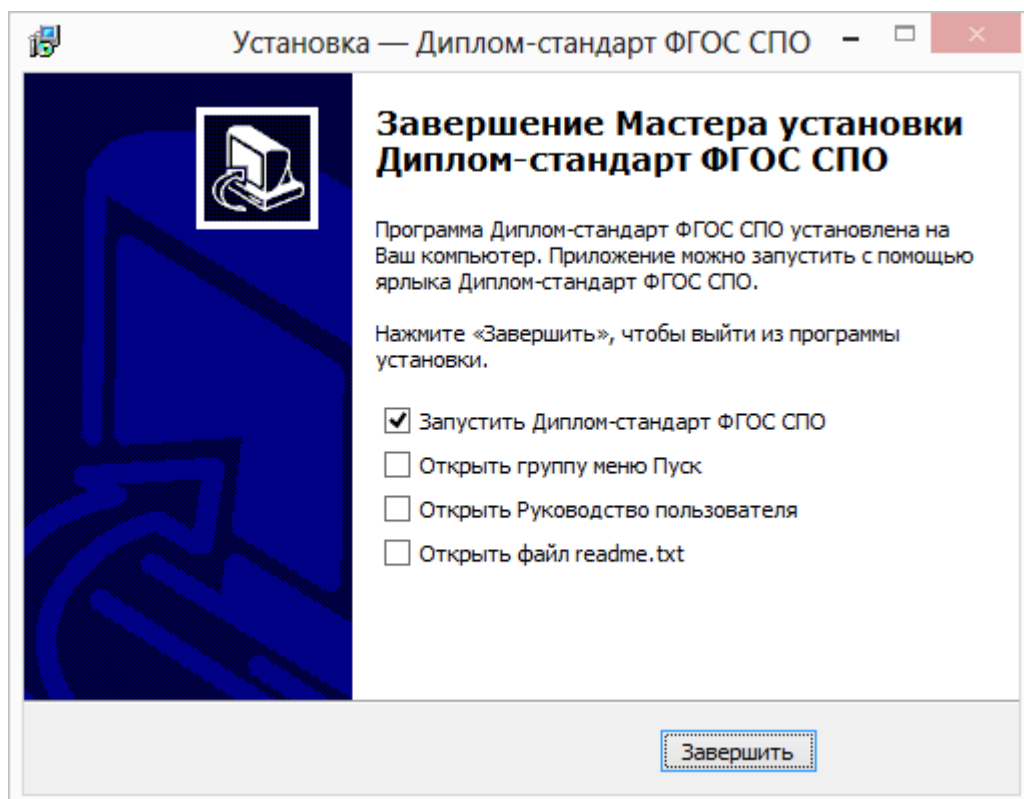 Установка — Диплом-стандарт ФГОС СПО
Завершение Мастера установки
Диплом-стандарт ФГОС СПО
Программа Диплом-стандарт ФГОС СПО установлена на
Ваш компьютер. Приложение можно запустить с помощью
ярлыка Диплом-стандарт ФГОС СПО.
Нажмите «Завершить», чтобы выйти из программы
установки.
Запустить Диплом-стандарт ФГОС СПО
Открыть группу меню Пуск
Открыть Руководство пользователя
Открыть файл readme.txt
Завершить